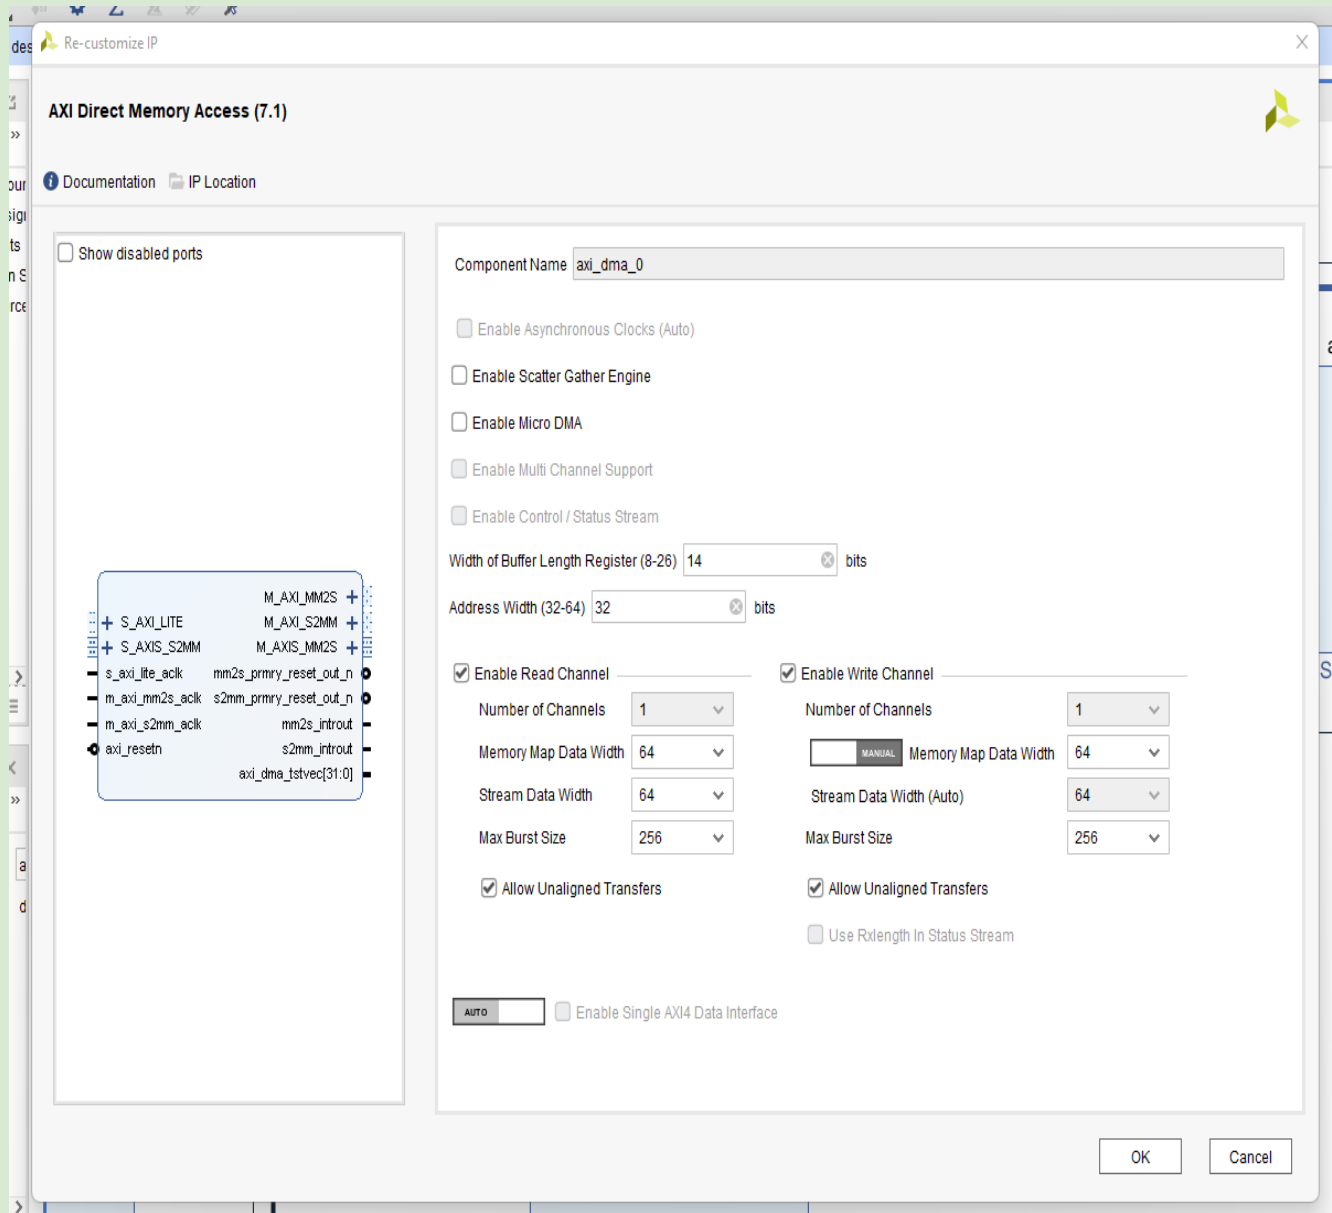 des
Re-customize IP
AXI Direct Memory Access (7.1)
Documentation
IP Location
our
sig
ts
n S
rce
Show disabled ports
M_AXI_MM2S
S_AXI_LITE
M_AXI_S2MM
S_AXIS_S2MM
M_AXIS_MM2S
s_axi_lite_aclk
mm2s_prmry_reset_out_n
m_axi_mm2s_aclk
s2mm_prmry_reset_out_n
m_axi_s2mm_aclk
mm2s_introut
axi_resetn
s2mm_introut
axi_dma_tstvec[31:0]
Component Name axi_dma_0
Enable Asynchronous Clocks (Auto)
Enable Scatter Gather Engine
Enable Micro DMA
Enable Multi Channel Support
Enable Control / Status Stream
Width of Buffer Length Register (8-26) 14 bits
Address Width (32-64) 32 bits
Enable Read Channel
Number of Channels 1
Memory Map Data Width 64
Stream Data Width 64
Max Burst Size 256
Allow Unaligned Transfers
Enable Write Channel
Number of Channels 1
MANUAL Memory Map Data Width 64
Stream Data Width (Auto) 64
Max Burst Size 256
Allow Unaligned Transfers
Use Rxlength In Status Stream
AUTO Enable Single AXI4 Data Interface
OK
Cancel
a
d
a
S